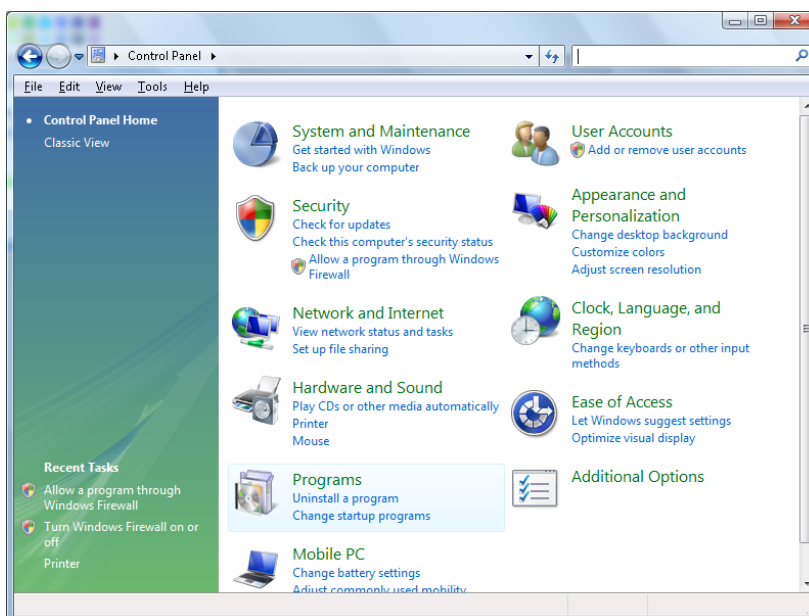 Control Panel
File Edit View Tools Help
Control Panel Home
Classic View
System and Maintenance
Get started with Windows
Back up your computer
Security
Check for updates
Check this computer's security status
Allow a program through Windows
Firewall
Network and Internet
View network status and tasks
Set up file sharing
Hardware and Sound
Play CDs or other media automatically
Printer
Mouse
Programs
Uninstall a program
Change startup programs
Mobile PC
Change battery settings
Adjust commonly used mobility
User Accounts
Add or remove user accounts
Appearance and
Personalization
Change desktop background
Customize colors
Adjust screen resolution
Clock, Language, and
Region
Change keyboards or other input
methods
Ease of Access
Let Windows suggest settings
Optimize visual display
Additional Options
Recent Tasks
Allow a program through
Windows Firewall
Turn Windows Firewall on or
off
Printer